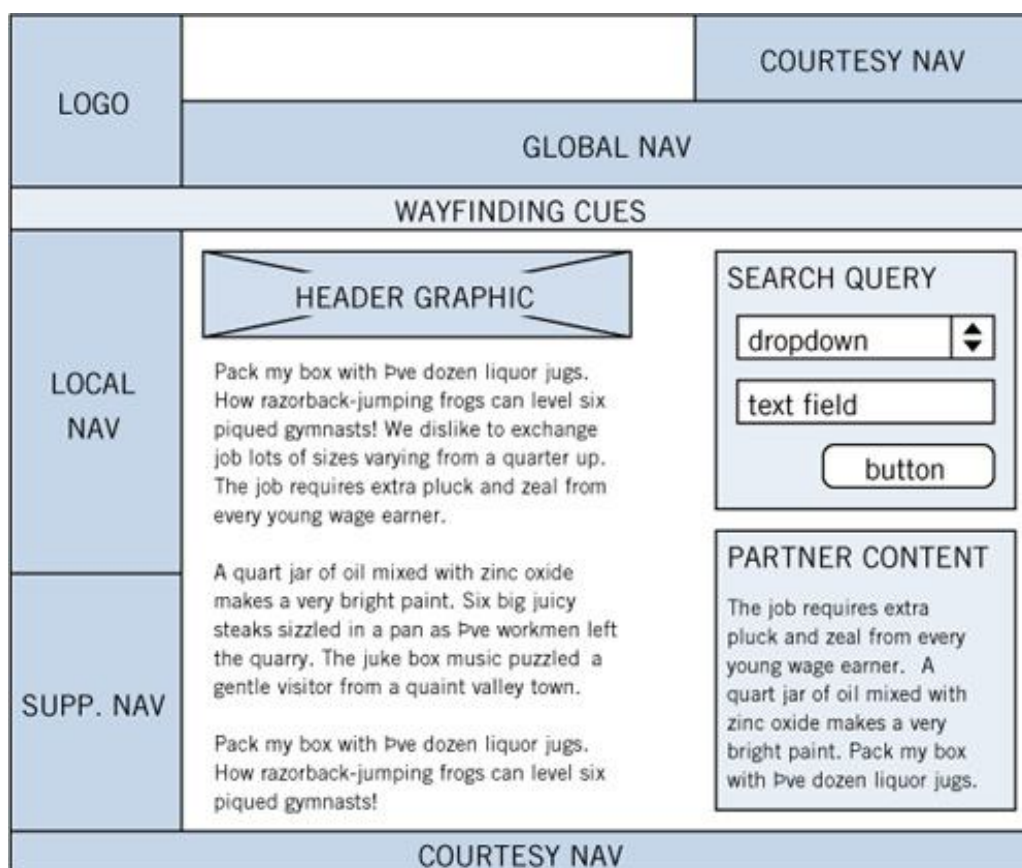 LOGO
COURTESY NAV
GLOBAL NAV
WAYFINDING CUES
LOCAL
NAV
SUPP. NAV
HEADER GRAPHIC
Pack my box with Þve dozen liquor jugs.
How razorback-jumping frogs can level six
piqued gymnasts! We dislike to exchange
job lots of sizes varying from a quarter up.
The job requires extra pluck and zeal from
every young wage earner.
A quart jar of oil mixed with zinc oxide
makes a very bright paint. Six big juicy
steaks sizzled in a pan as Þve workmen left
the quarry. The juke box music puzzled a
gentle visitor from a quaint valley town.
Pack my box with Þve dozen liquor jugs.
How razorback-jumping frogs can level six
piqued gymnasts!
SEARCH QUERY
dropdown
text field
button
PARTNER CONTENT
The job requires extra
pluck and zeal from every
young wage earner. A
quart jar of oil mixed with
zinc oxide makes a very
bright paint. Pack my box
with Þve dozen liquor jugs.
COURTESY NAV